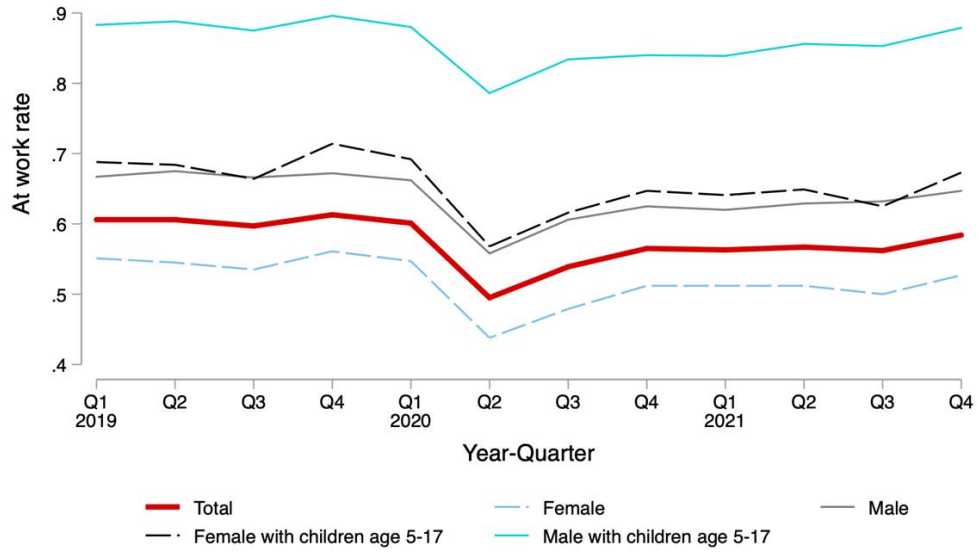 .9
.8
.7
.6
.5
.4
At work rate
Q1 Q2 Q3 Q4 Q1 Q2 Q3 Q4 Q1 Q2 Q3 Q4
2019 2020 2021
Year-Quarter
Total Female Male
Female with children age 5-17 Male with children age 5-17